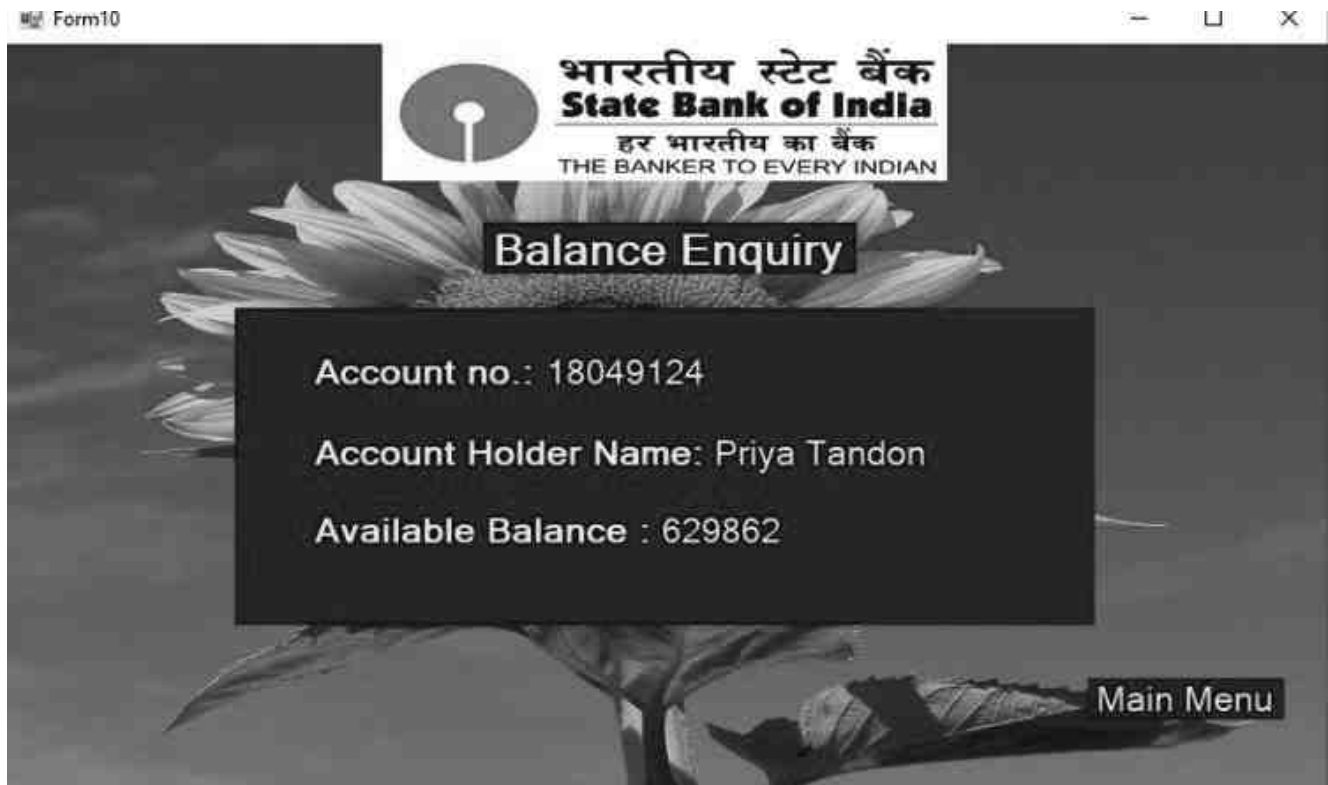 Form10
भारतीय स्टेट बैंक
State Bank of India
हर भारतीय का बैंक
THE BANKER TO EVERY INDIAN
Balance Enquiry
Account no.: 18049124
Account Holder Name: Priya Tandon
Available Balance : 629862
Main Menu